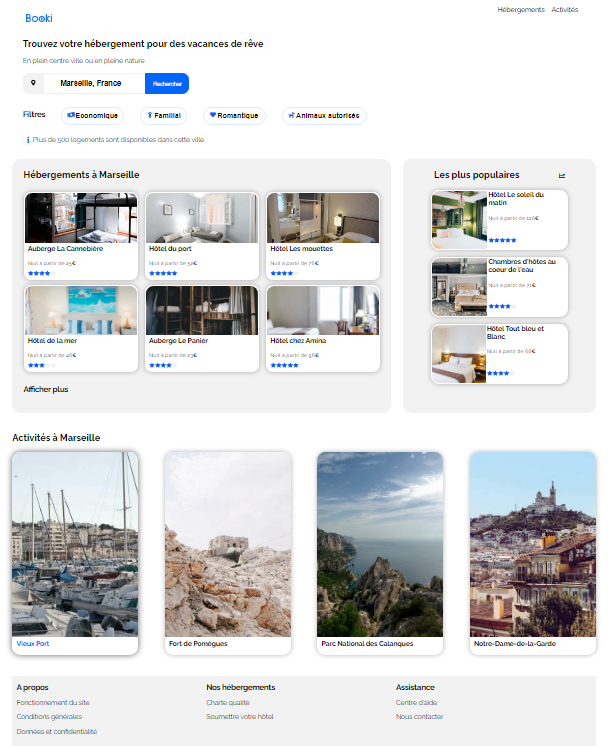 Booki
Hébergements Activités
Trouvez votre hébergement pour des vacances de rêve
En plein centre ville ou en pleine nature
Marseille, France Rechercher
Filtres Economique Familial Romantique Animaux autorisés
Plus de 500 logements sont disponibles dans cette ville
Hébergements à Marseille
Auberge La Cannebière
Nuit à partir de 25€
Hôtel du port
Nuit à partir de 52€
Hôtel Les mouettes
Nuit à partir de 76€
Hôtel de la mer
Nuit à partir de 46€
Auberge Le Panier
Nuit à partir de 23€
Hôtel chez Amina
Nuit à partir de 96€
Afficher plus
Les plus populaires
Hôtel Le soleil du
matin
Nuit à partir de 128€
Chambres d'hôtes au
coeur de l'eau
Nuit à partir de 71€
Hôtel Tout bleu et
Blanc
Nuit à partir de 68€
Activités à Marseille
Vieux Port
Fort de Pomègues
Parc National des Calanques
Notre-Dame-de-la-Garde
A propos
Fonctionnement du site
Conditions générales
Données et confidentialité
Nos hébergements
Charte qualité
Soumettre votre hôtel
Assistance
Centre d'aide
Nous contacter